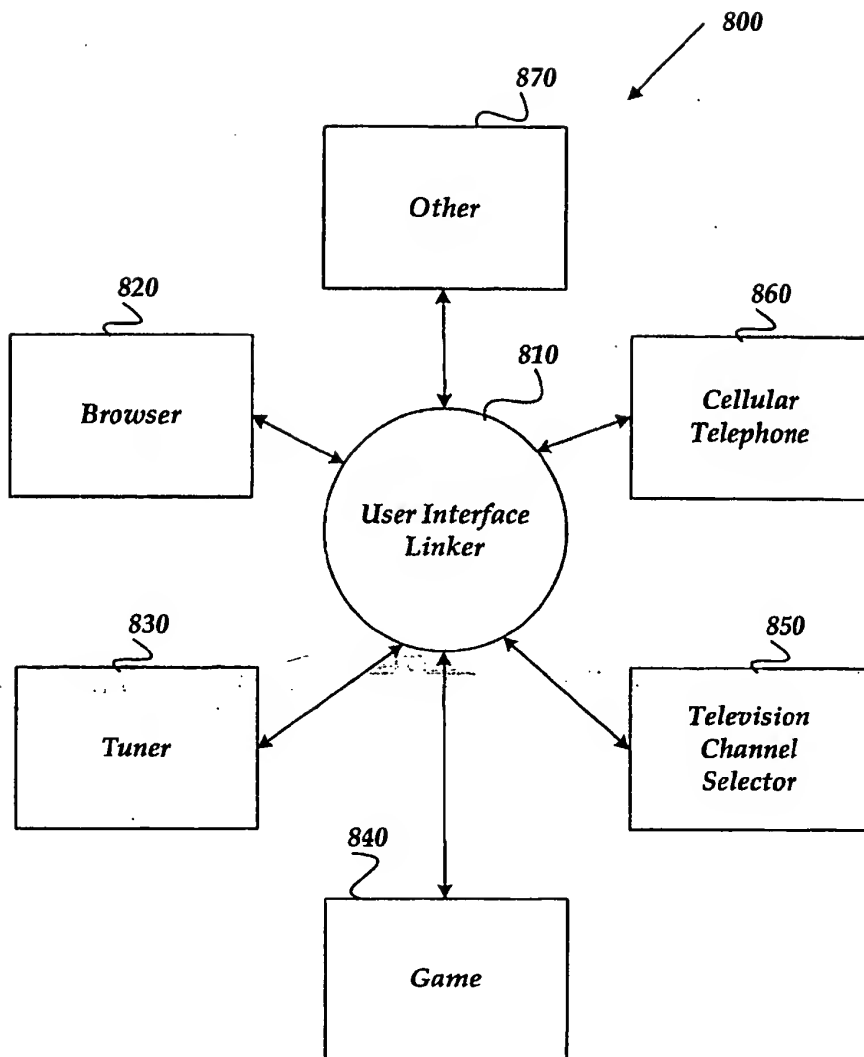 800
870
Other
820
Browser
860
Cellular
Telephone
810
User Interface
Linker
830
Tuner
850
Television
Channel
Selector
840
Game